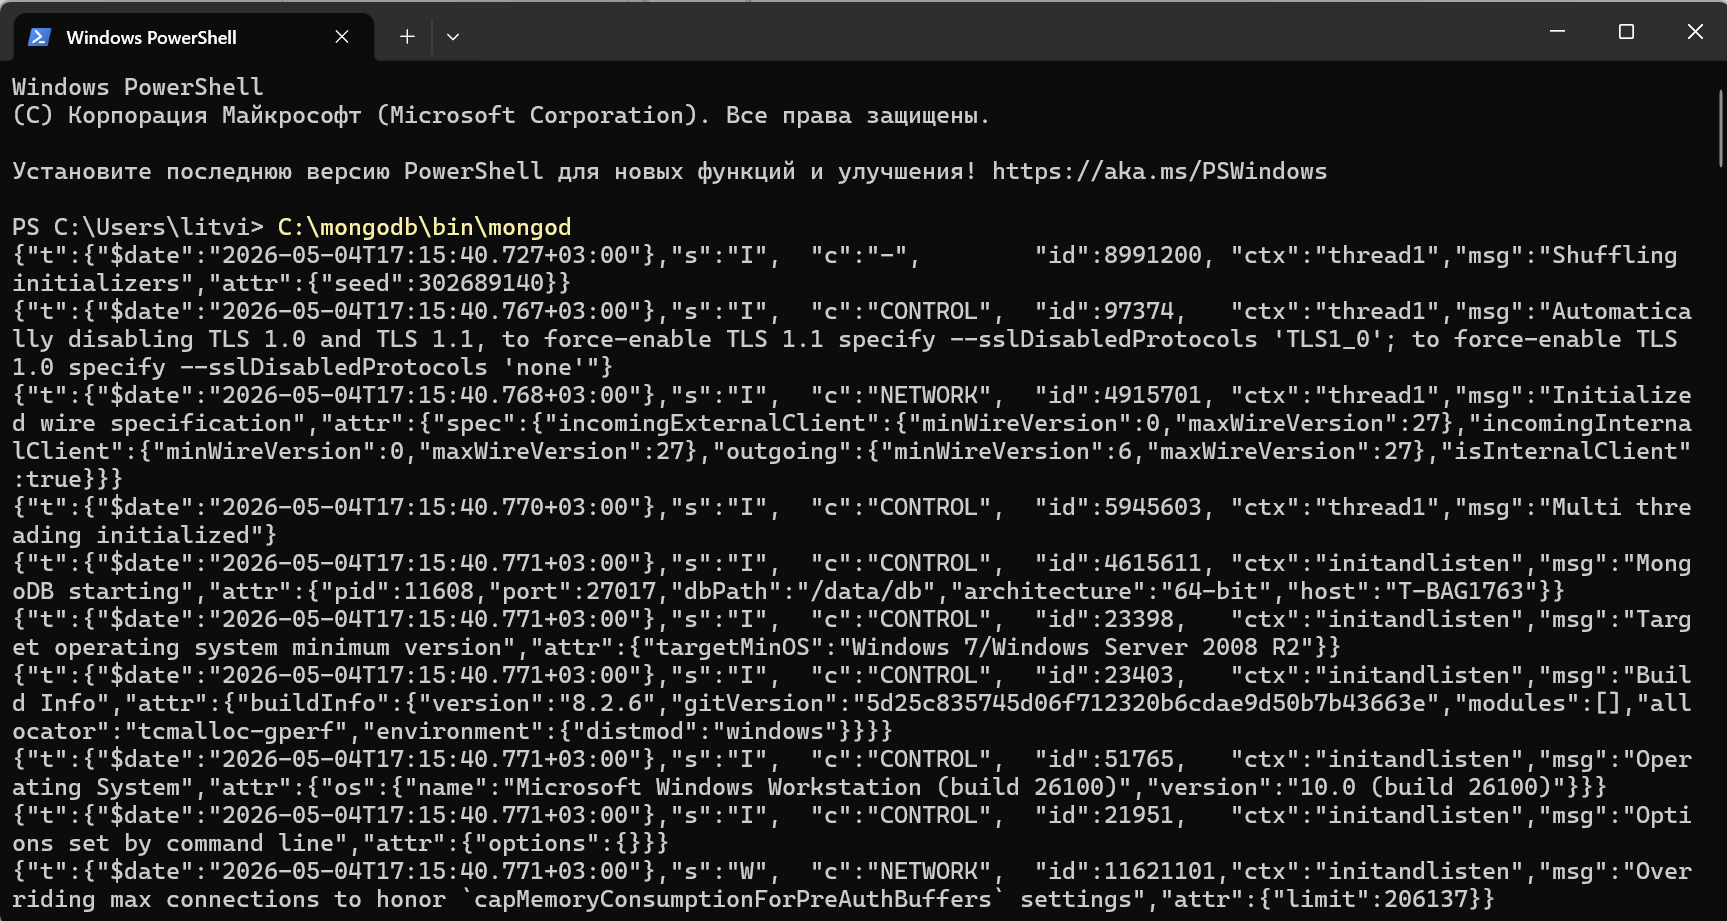 Windows PowerShell
Windows PowerShell
(C) Корпорация Майкрософт (Microsoft Corporation). Все права защищены.
Установите последнюю версию PowerShell для новых функций и улучшения! https://aka.ms/PSWindows
PS C:\Users\litvi> C:\mongodb\bin\mongod
{"t":{"$date":"2026-05-04T17:15:40.727+03:00"},"s":"I",  "c":"-",        "id":8991200, "ctx":"thread1","msg":"Shuffling
initializers","attr":{"seed":302689140}}
{"t":{"$date":"2026-05-04T17:15:40.767+03:00"},"s":"I",  "c":"CONTROL",  "id":97374,   "ctx":"thread1","msg":"Automatica
lly disabling TLS 1.0 and TLS 1.1, to force-enable TLS 1.1 specify --sslDisabledProtocols 'TLS1_0'; to force-enable TLS
1.0 specify --sslDisabledProtocols 'none'"}
{"t":{"$date":"2026-05-04T17:15:40.768+03:00"},"s":"I",  "c":"NETWORK",  "id":4915701, "ctx":"thread1","msg":"Initialize
d wire specification","attr":{"spec":{"incomingExternalClient":{"minWireVersion":0,"maxWireVersion":27},"incomingInterna
lClient":{"minWireVersion":0,"maxWireVersion":27},"outgoing":{"minWireVersion":6,"maxWireVersion":27},"isInternalClient"
:true}}}
{"t":{"$date":"2026-05-04T17:15:40.770+03:00"},"s":"I",  "c":"CONTROL",  "id":5945603, "ctx":"thread1","msg":"Multi thre
ading initialized"}
{"t":{"$date":"2026-05-04T17:15:40.771+03:00"},"s":"I",  "c":"CONTROL",  "id":4615611, "ctx":"initandlisten","msg":"Mong
oDB starting","attr":{"pid":11608,"port":27017,"dbPath":"/data/db","architecture":"64-bit","host":"T-BAG1763"}}
{"t":{"$date":"2026-05-04T17:15:40.771+03:00"},"s":"I",  "c":"CONTROL",  "id":23398,   "ctx":"initandlisten","msg":"Targ
et operating system minimum version","attr":{"targetMinOS":"Windows 7/Windows Server 2008 R2"}}
{"t":{"$date":"2026-05-04T17:15:40.771+03:00"},"s":"I",  "c":"CONTROL",  "id":23403,   "ctx":"initandlisten","msg":"Buil
d Info","attr":{"buildInfo":{"version":"8.2.6","gitVersion":"5d25c835745d06f712320b6cdae9d50b7b43663e","modules":[],"all
ocator":"tcmalloc-gperf","environment":{"distmod":"windows"}}}}
{"t":{"$date":"2026-05-04T17:15:40.771+03:00"},"s":"I",  "c":"CONTROL",  "id":51765,   "ctx":"initandlisten","msg":"Oper
ating System","attr":{"os":{"name":"Microsoft Windows Workstation (build 26100)","version":"10.0 (build 26100)"}}}
{"t":{"$date":"2026-05-04T17:15:40.771+03:00"},"s":"I",  "c":"CONTROL",  "id":21951,   "ctx":"initandlisten","msg":"Opti
ons set by command line","attr":{"options":{}}}
{"t":{"$date":"2026-05-04T17:15:40.771+03:00"},"s":"W",  "c":"NETWORK",  "id":11621101,"ctx":"initandlisten","msg":"Over
riding max connections to honor `capMemoryConsumptionForPreAuthBuffers` settings","attr":{"limit":206137}}